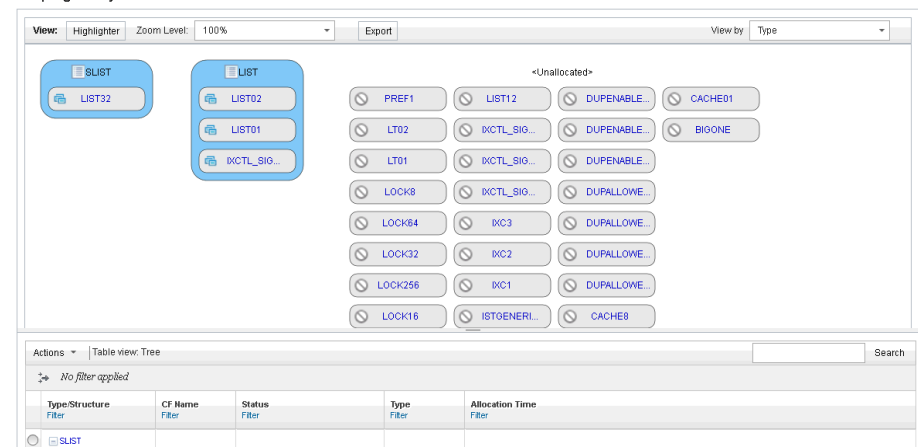 View: Highlighter Zoom Level: 100% Export View by Type
SLIST LIST <Unallocated>
LIST32 LIST02 PREF1 LIST12 DUPENABLE... CACHE01
LIST01 LT02 IXCTL_SIG... DUPENABLE... BIGONE
IXCTL_SIG... LT01 IXCTL_SIG... DUPENABLE...
LOCK8 IXCTL_SIG... DUPALLOWE...
LOCK64 IXC3 DUPALLOWE...
LOCK32 IXC2 DUPALLOWE...
LOCK256 IXC1 DUPALLOWE...
LOCK16 ISTGENERI... CACHE8
Actions Table view: Tree Search
No filter applied
Type/Structure CF Name Status Type Allocation Time
Filter Filter Filter Filter Filter
SLIST